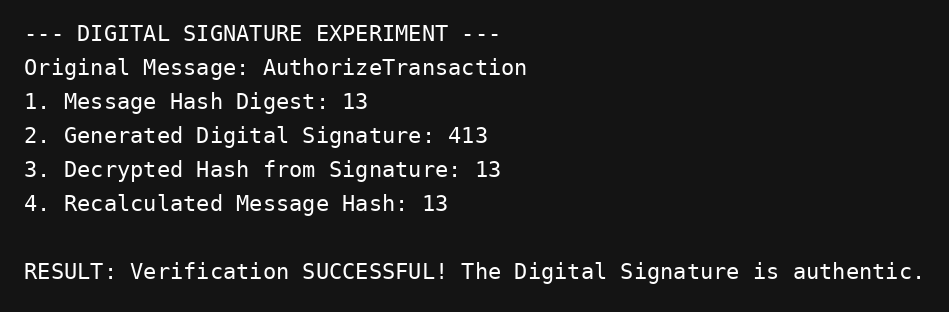 --- DIGITAL SIGNATURE EXPERIMENT ---
Original Message: AuthorizeTransaction
1. Message Hash Digest: 13
2. Generated Digital Signature: 413
3. Decrypted Hash from Signature: 13
4. Recalculated Message Hash: 13
RESULT: Verification SUCCESSFUL! The Digital Signature is authentic.